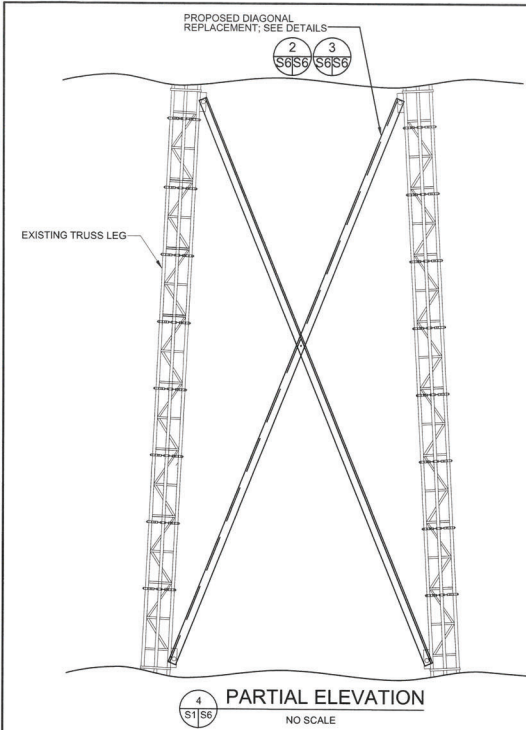 PROPOSED DIAGONAL
REPLACEMENT; SEE DETAILS
2 3
S6 S6 S6 S6
EXISTING TRUSS LEG
4 PARTIAL ELEVATION
S1 S6
NO SCALE